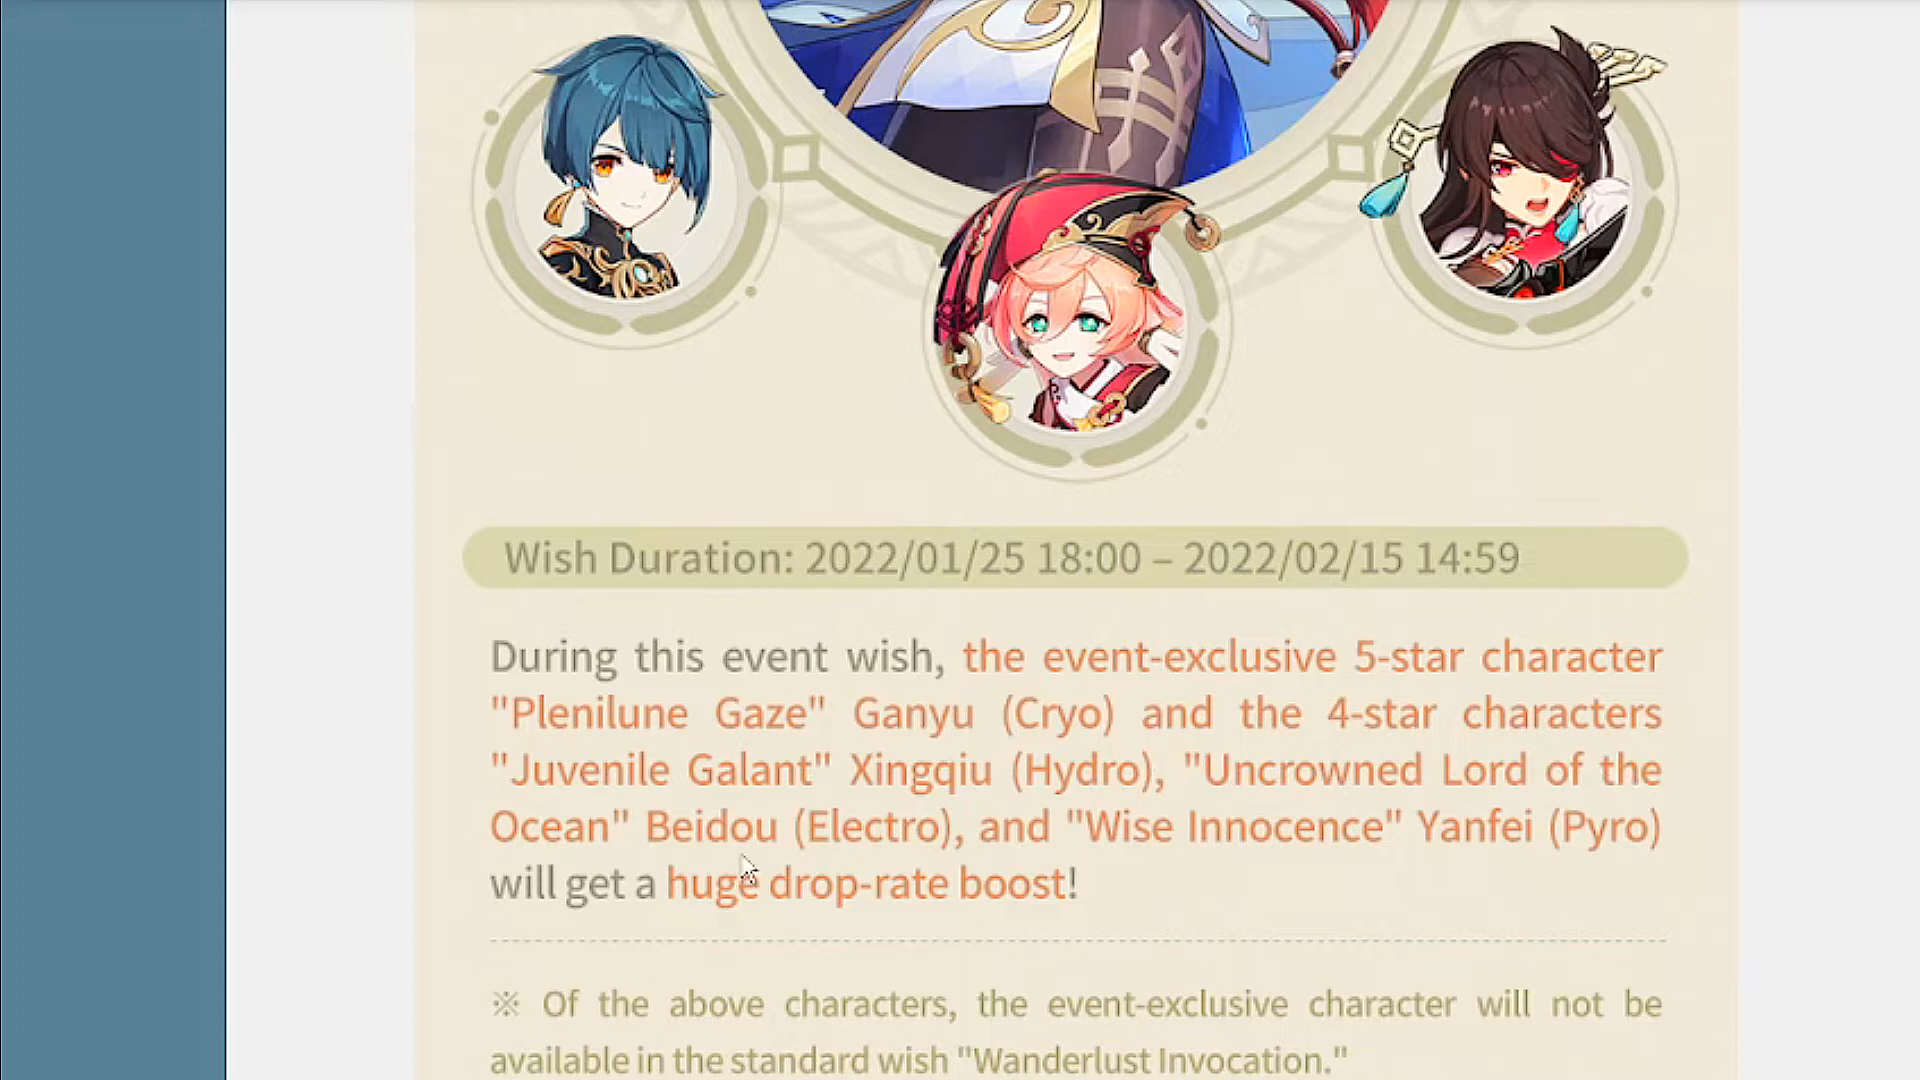 Wish Duration: 2022/01/25 18:00 – 2022/02/15 14:59
During this event wish, the event-exclusive 5-star character
"Plenilune Gaze" Ganyu (Cryo) and the 4-star characters
"Juvenile Galant" Xingqiu (Hydro), "Uncrowned Lord of the
Ocean" Beidou (Electro), and "Wise Innocence" Yanfei (Pyro)
will get a huge drop-rate boost!
※ Of the above characters, the event-exclusive character will not be
available in the standard wish "Wanderlust Invocation."